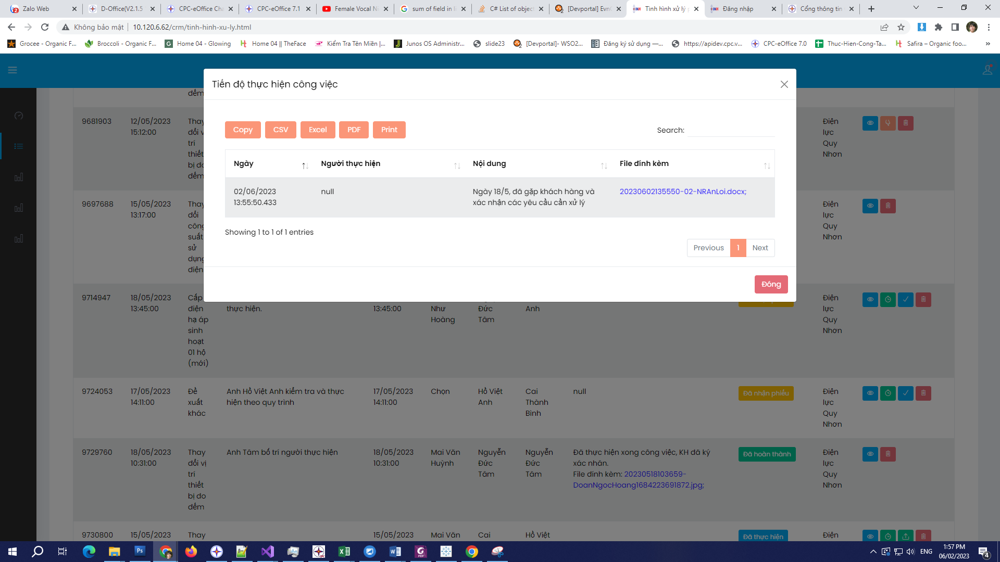 Zalo Web
D-Office(V2.1.5
CPC-eOffice Cha
CPC-eOffice 7.1
Female Vocal Ni
sum of field in li
C# List of object
[Devportal] Evn
Tình hình xử lý p
Đăng nhập
Cổng thông tin
Không bảo mật
10.120.6.62/crm/tinh-hinh-xu-ly.html
Grocee - Organic F...
Broccoli - Organic F...
Home 04 - Glowing
Home 04 || TheFace
Kiểm Tra Tên Miền |...
Junos OS Administr...
slide23
[Devportal]- WSO2...
Đăng ký sử dụng —...
https://apidev.cpc.v...
CPC-eOffice 7.0
Thuc-Hien-Cong-Ta...
Safira – Organic foo...
»
Tiến độ thực hiện công việc
Copy
CSV
Excel
PDF
Print
Search:
Ngày
Người thực hiện
Nội dung
File đính kèm
02/06/2023
13:55:50.433
null
Ngày 18/5, đã gặp khách hàng và
xác nhận các yêu cầu cần xử lý
20230602135550-02-NRAnLoi.docx;
Showing 1 to 1 of 1 entries
Previous
1
Next
Đóng
đếm
9681903
12/05/2023
15:12:00
Thay
đổi v
trí
thiết
bị đo
đếm
Điện
lực
Quy
Nhơn
9697688
15/05/2023
13:17:00
Thay
đổi
công
suất
sử
dụng
điện
Điện
lực
Quy
Nhơn
9714947
18/05/2023
13:45:00
Cấp
điện
hạ áp
sinh
hoạt
01 hộ
(mới)
thực hiện.
13:45:00
Như
Hoàng
Đức
Tâm
Anh
Điện
lực
Quy
Nhơn
9724053
17/05/2023
14:11:00
Đề
xuất
khác
Anh Hồ Việt Anh kiểm tra và thực
hiện theo quy trình
17/05/2023
14:11:00
Chọn
Hồ Việt
Anh
Cai
Thành
Bình
null
Đã nhận phiếu
Điện
lực
Quy
Nhơn
9729760
18/05/2023
10:31:00
Thay
đổi vị
trí
thiết
bị đo
đếm
Anh Tâm bố trí người thực hiện
18/05/2023
10:31:00
Mai Văn
Huỳnh
Nguyễn
Đức
Tâm
Nguyễn
Đức
Tâm
Đã thực hiện xong công việc, KH đã ký
xác nhân.
File đính kèm: 20230518103659-
DoanNgocHoang1684223691872.jpg;
Đã hoàn thành
Điện
lực
Quy
Nhơn
9730800
15/05/2023
Thay
15/05/2023
Mai Văn
Cai
Hồ Việt
Đã thực hiện
Điện
ENG
1:57 PM
06/02/2023
4